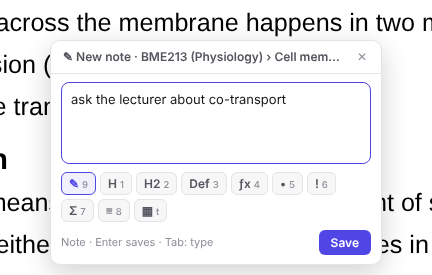 across the membrane happens in two
sion (
✎ New note · BME213 (Physiology) › Cell mem... ×
e tran
ask the lecturer about co-transport
n
✎ 9 H 1 H2 2 Def 3 ƒx 4 • 5 ! 6
means nt of s
Σ 7 ≡ 8 ▦ t
eithe es in
Note · Enter saves · Tab: type Save